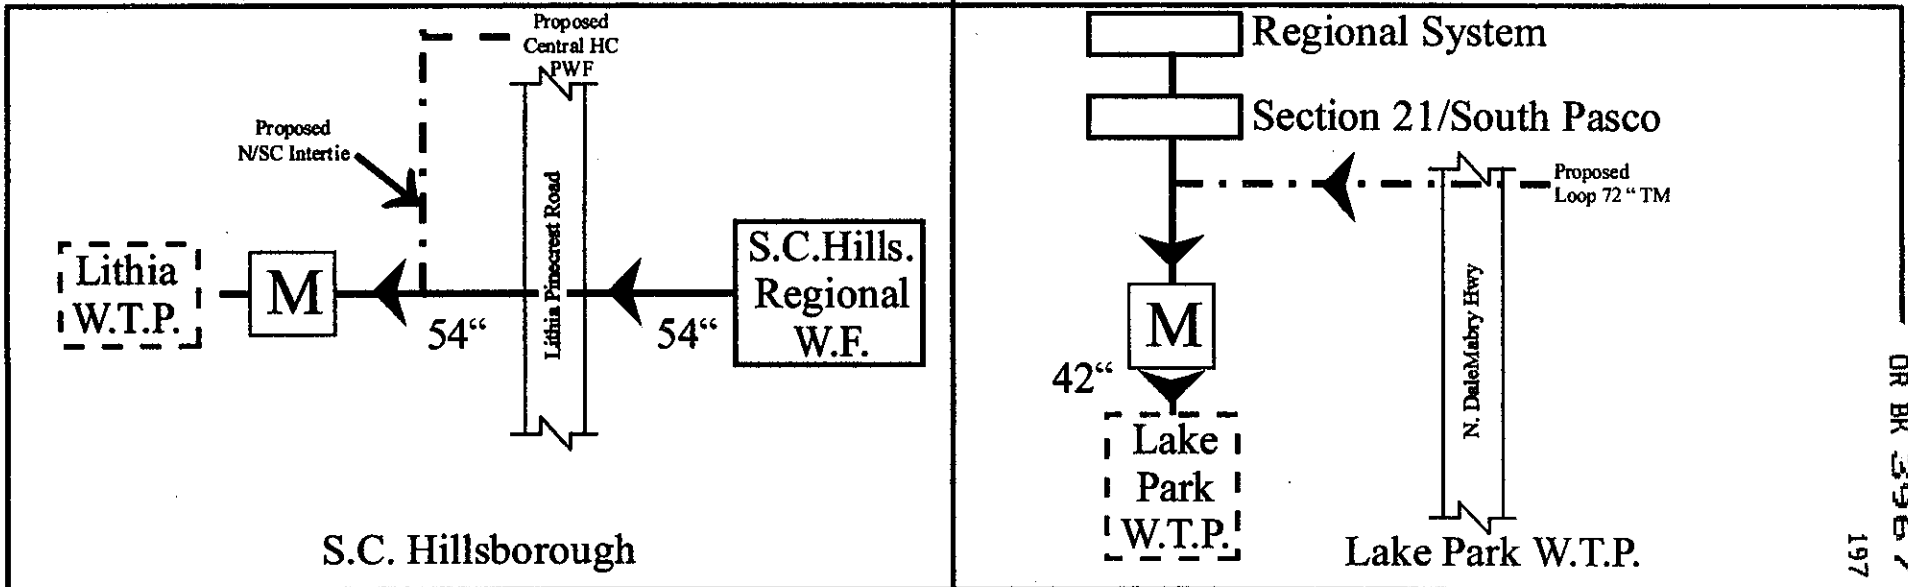 Proposed
Central HC
PWF
Proposed
N/SC Intertie
Lithia Pinecrest Road
Lithia
W.T.P.
M
54“
54“
S.C.Hills.
Regional
W.F.
S.C. Hillsborough
Regional System
Section 21/South Pasco
Proposed
Loop 72“ TM
N. DaleMabry Hwy
M
42“
Lake
Park
W.T.P.
Lake Park W.T.P.
OR BK
197